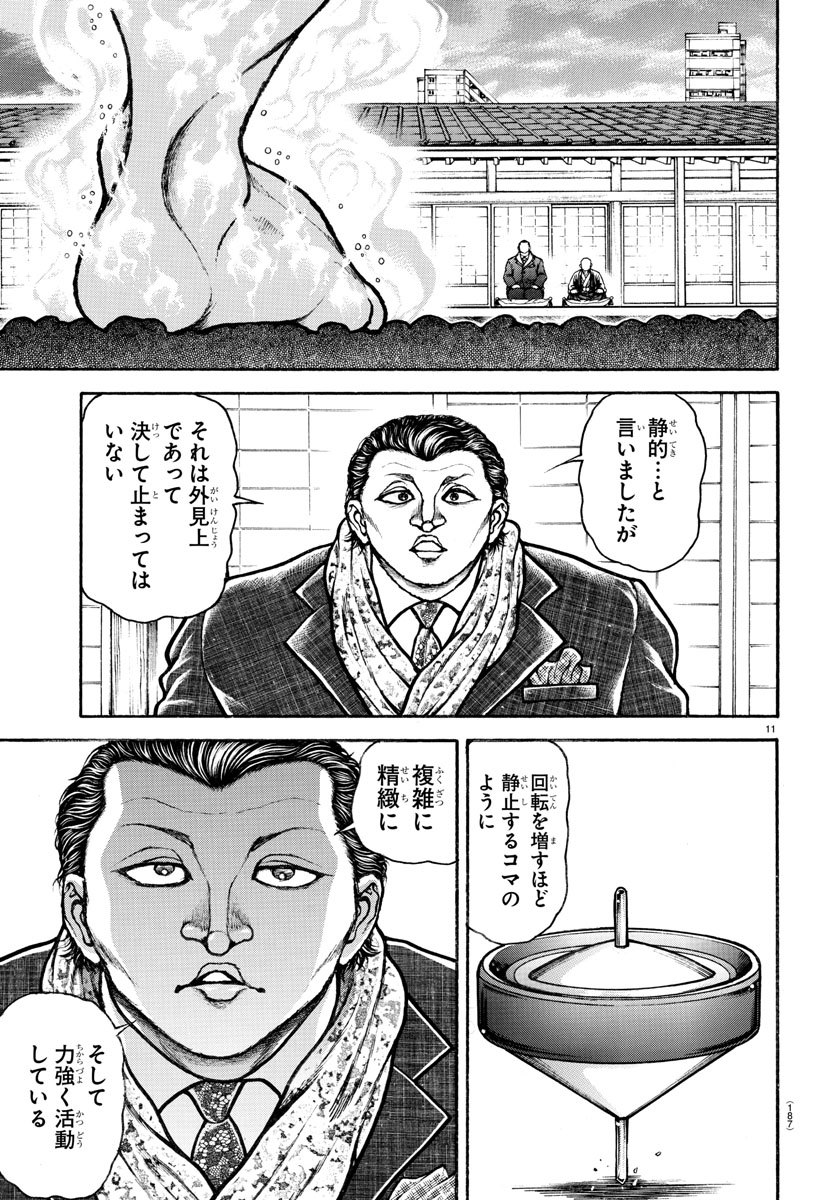 静的…と
言いましたが
それは外見上
であって
決して止まっては
いない
11
回転を増すほど
静止するコマの
ように
複雑に
精緻に
そして
力強く活動
している
(187)